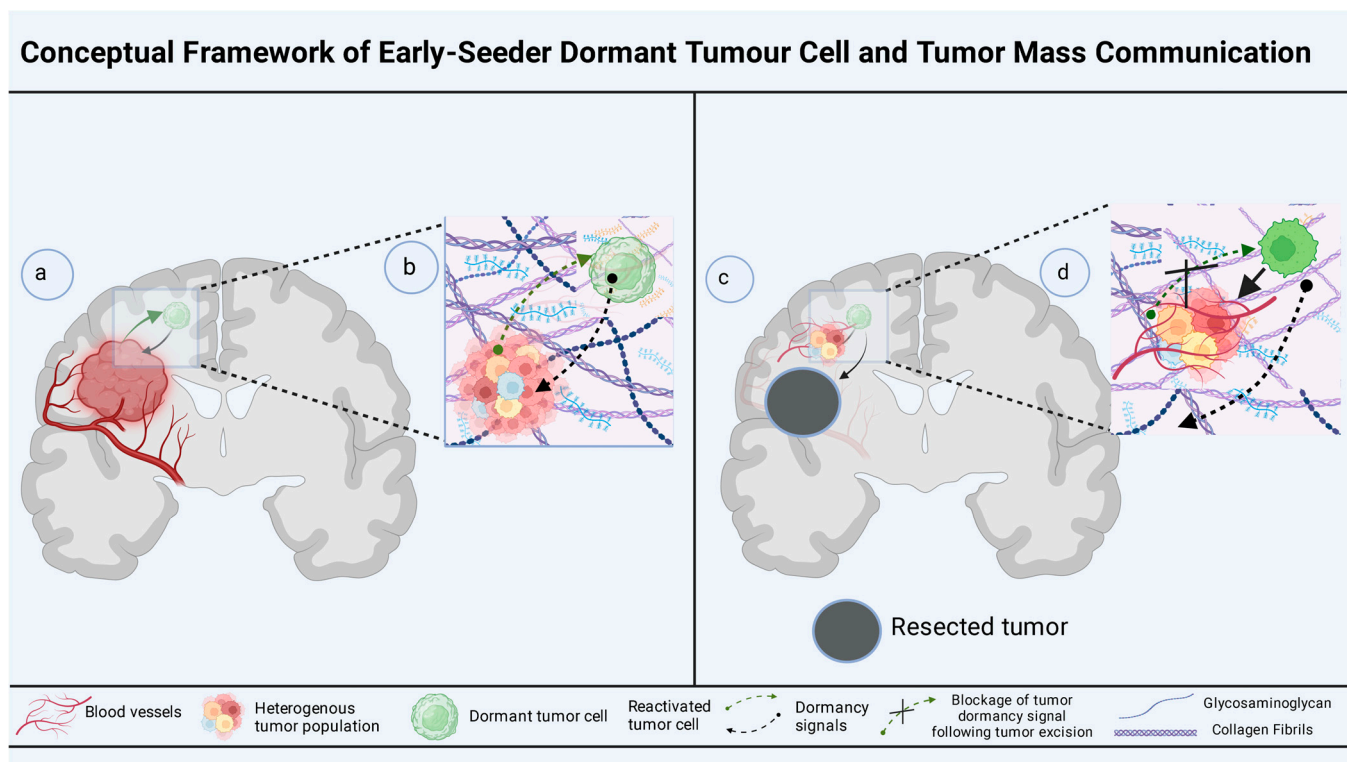 Conceptual Framework of Early-Seeder Dormant Tumour Cell and Tumor Mass Communication
a
b
c
d
Resected tumor
Blood vessels
Heterogenous
tumor population
Dormant tumor cell
Reactivated
tumor cell
Dormancy
signals
Blockage of tumor
dormancy signal
following tumor excision
Glycosaminoglycan
Collagen Fibrils